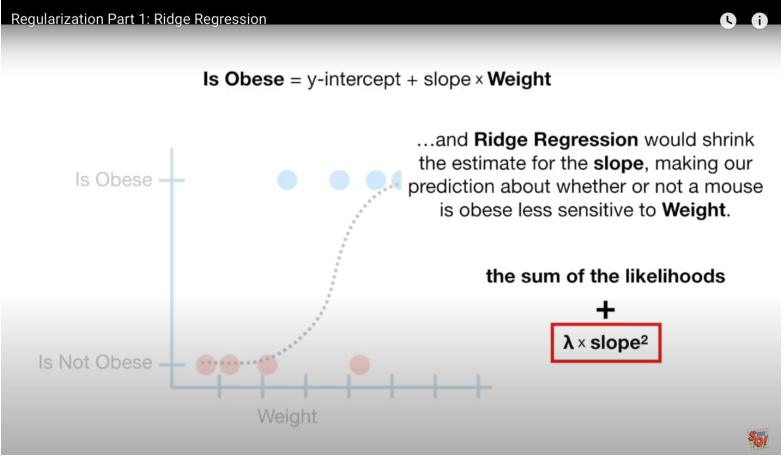 Regularization Part 1: Ridge Regression
Is Obese = y-intercept + slope x Weight
...and Ridge Regression would shrink
the estimate for the slope, making our
prediction about whether or not a mouse
is obese less sensitive to Weight.
Is Obese
the sum of the likelihoods
+
λ x slope²
Is Not Obese
Weight
SQ!